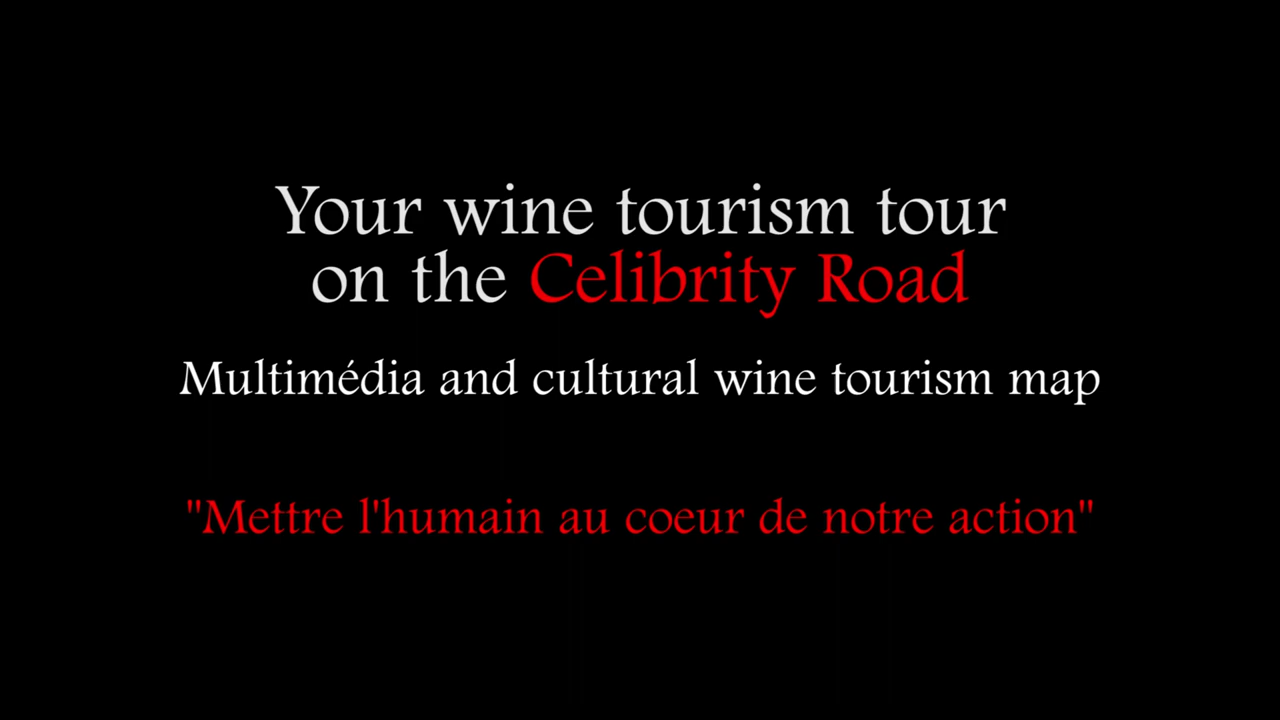 Your wine tourism tour
on the Celibrity Road
Multimédia and cultural wine tourism map
"Mettre l'humain au coeur de notre action"